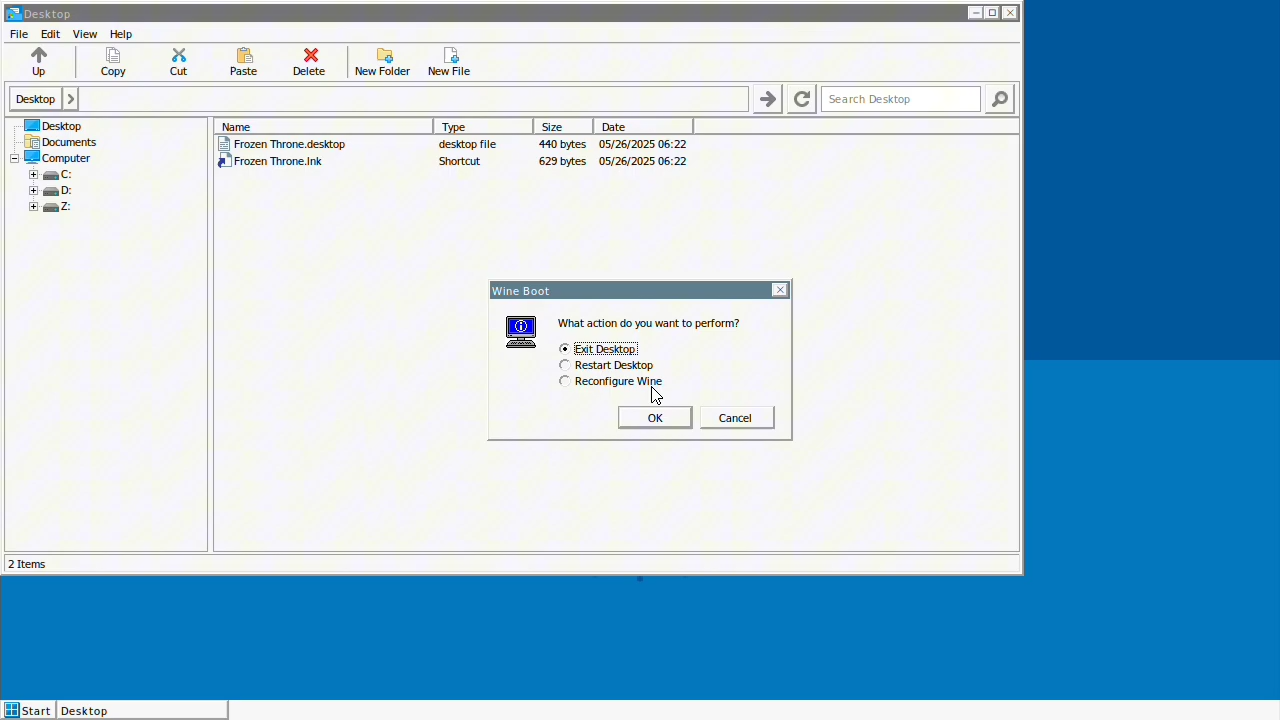 Desktop
File Edit View Help
Up Copy Cut Paste Delete New Folder New File
Desktop Search Desktop
Desktop
Documents
Computer
C:
D:
Z:
Name Type Size Date
Frozen Throne.desktop desktop file 440 bytes 05/26/2025 06:22
Frozen Throne.lnk Shortcut 629 bytes 05/26/2025 06:22
Wine Boot
What action do you want to perform?
Exit Desktop
Restart Desktop
Reconfigure Wine
OK Cancel
2 Items
Start Desktop